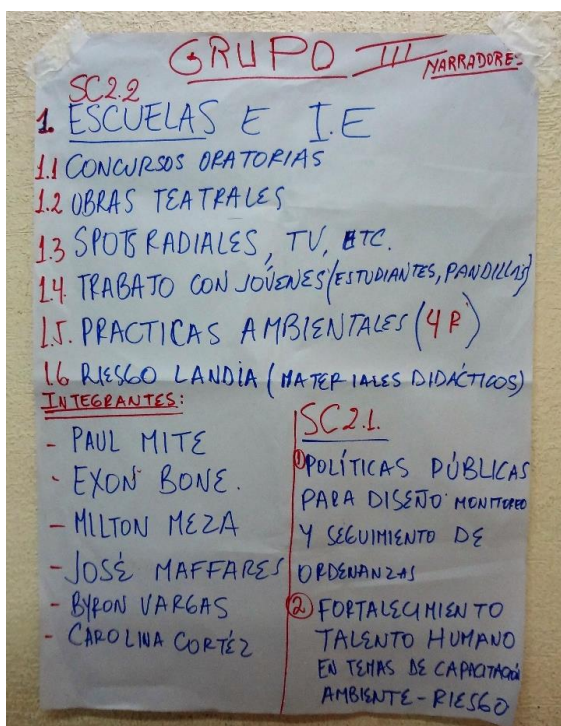 GRUPO III
NARRADORES
SC2.2
1. ESCUELAS E I.E
1.1 CONCURSOS ORATORIAS
1.2 OBRAS TEATRALES
1.3 SPOTS RADIALES, TV, ETC.
1.4. TRABAJO CON JÓVENES (ESTUDIANTES, PANDILLAS)
1.5. PRACTICAS AMBIENTALES (4 R)
1.6 RIESGO LANDÍA (MATERIALES DIDÁCTICOS)
INTEGRANTES:
- PAUL MITE
- EXON BONE.
- MILTON MEZA
- JOSÉ MAFFARES
- BYRON VARGAS
- CAROLINA CORTÉZ
SC2.1.
① POLÍTICAS PÚBLICAS
PARA DISEÑO MONITOREO
Y SEGUIMIENTO DE
ORDENANZAS
② FORTALECIMIENTO
TALENTO HUMANO
EN TEMAS DE CAPACITACIÓN
AMBIENTE - RIESGO